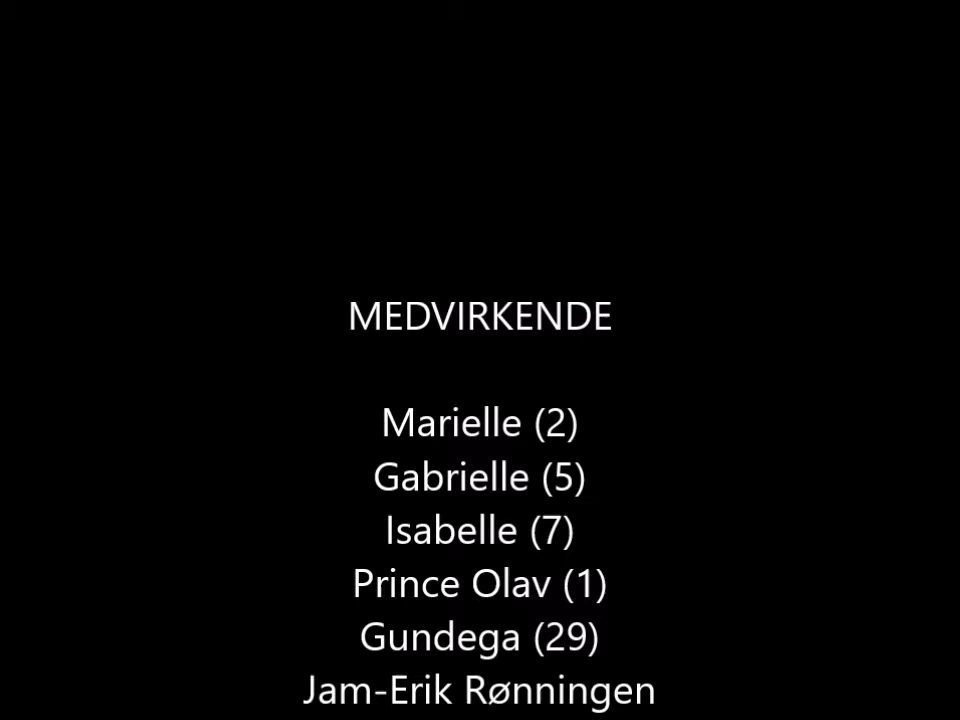 MEDVIRKENDE
Marielle (2)
Gabrielle (5)
Isabelle (7)
Prince Olav (1)
Gundega (29)
Jam-Erik Rønningen